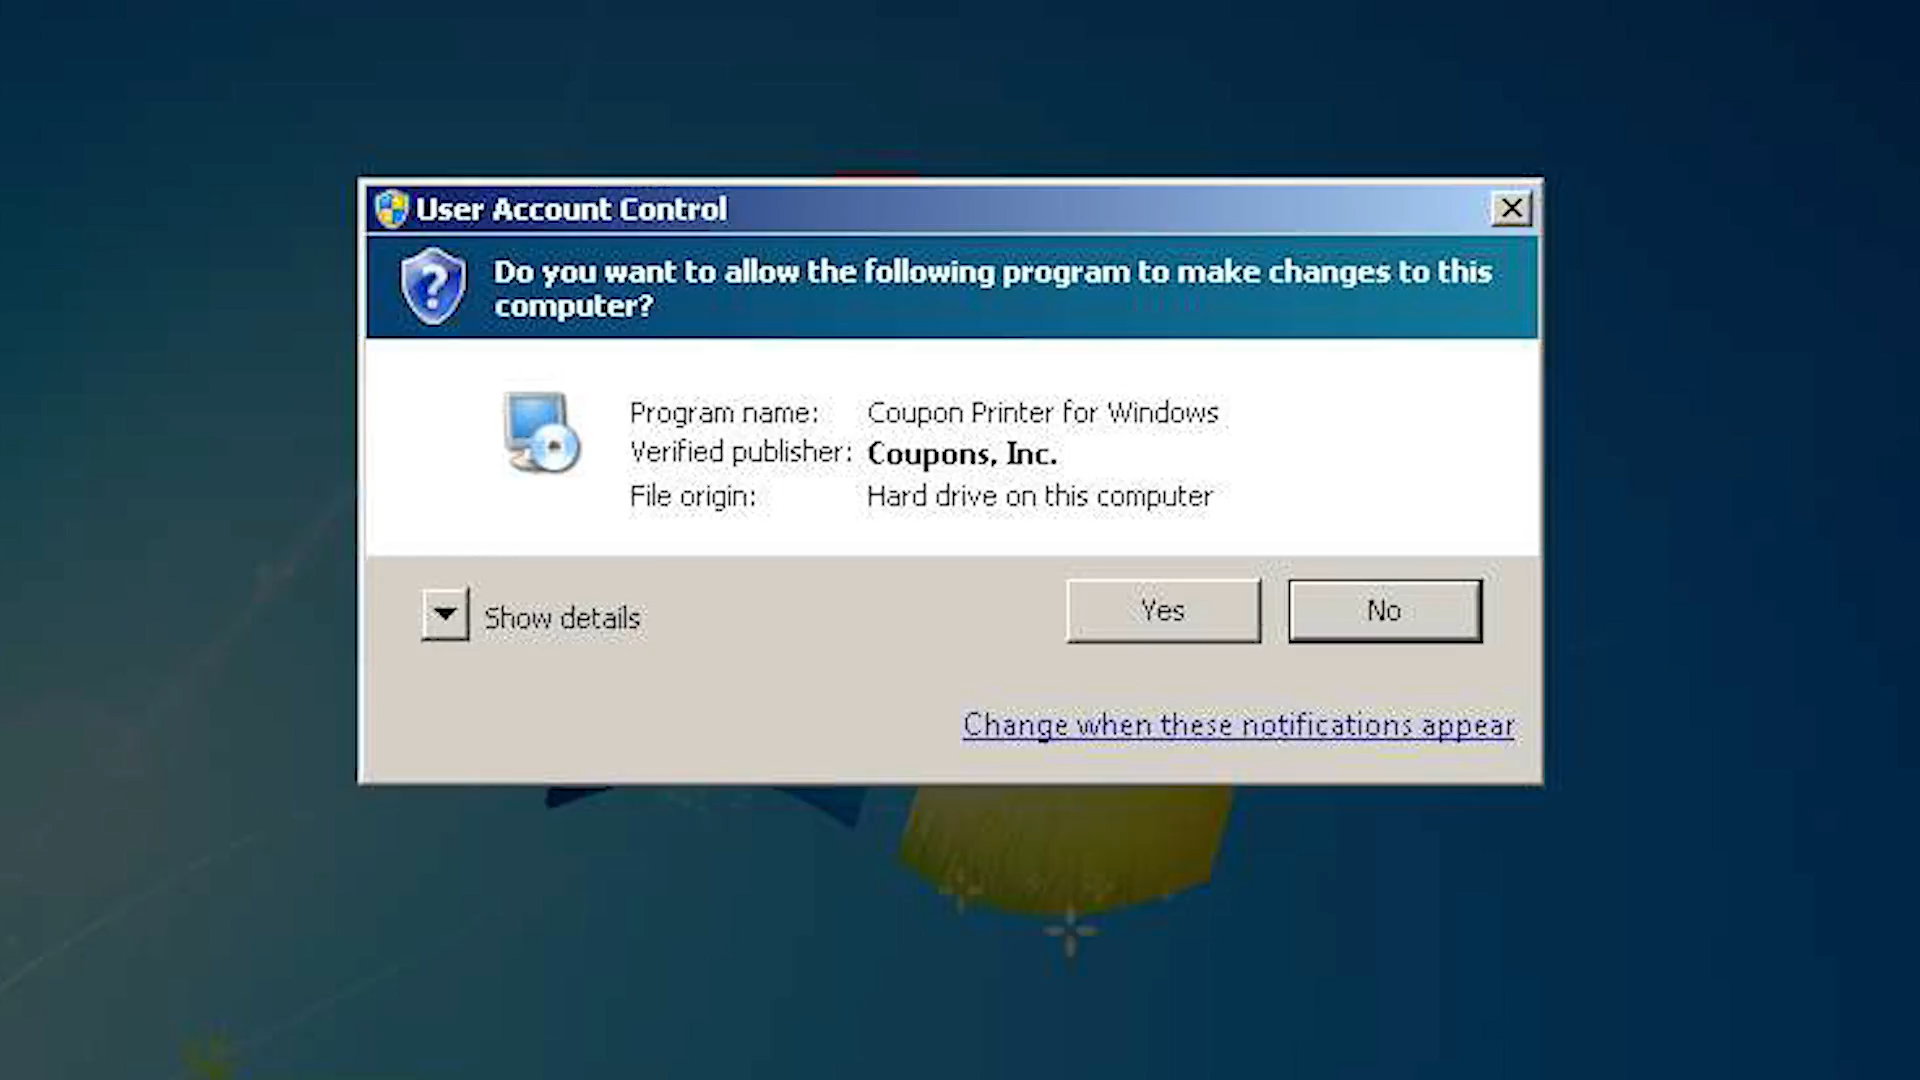 User Account Control
Do you want to allow the following program to make changes to this
computer?
Program name: Coupon Printer for Windows
Verified publisher: Coupons, Inc.
File origin: Hard drive on this computer
Show details
Yes
No
Change when these notifications appear